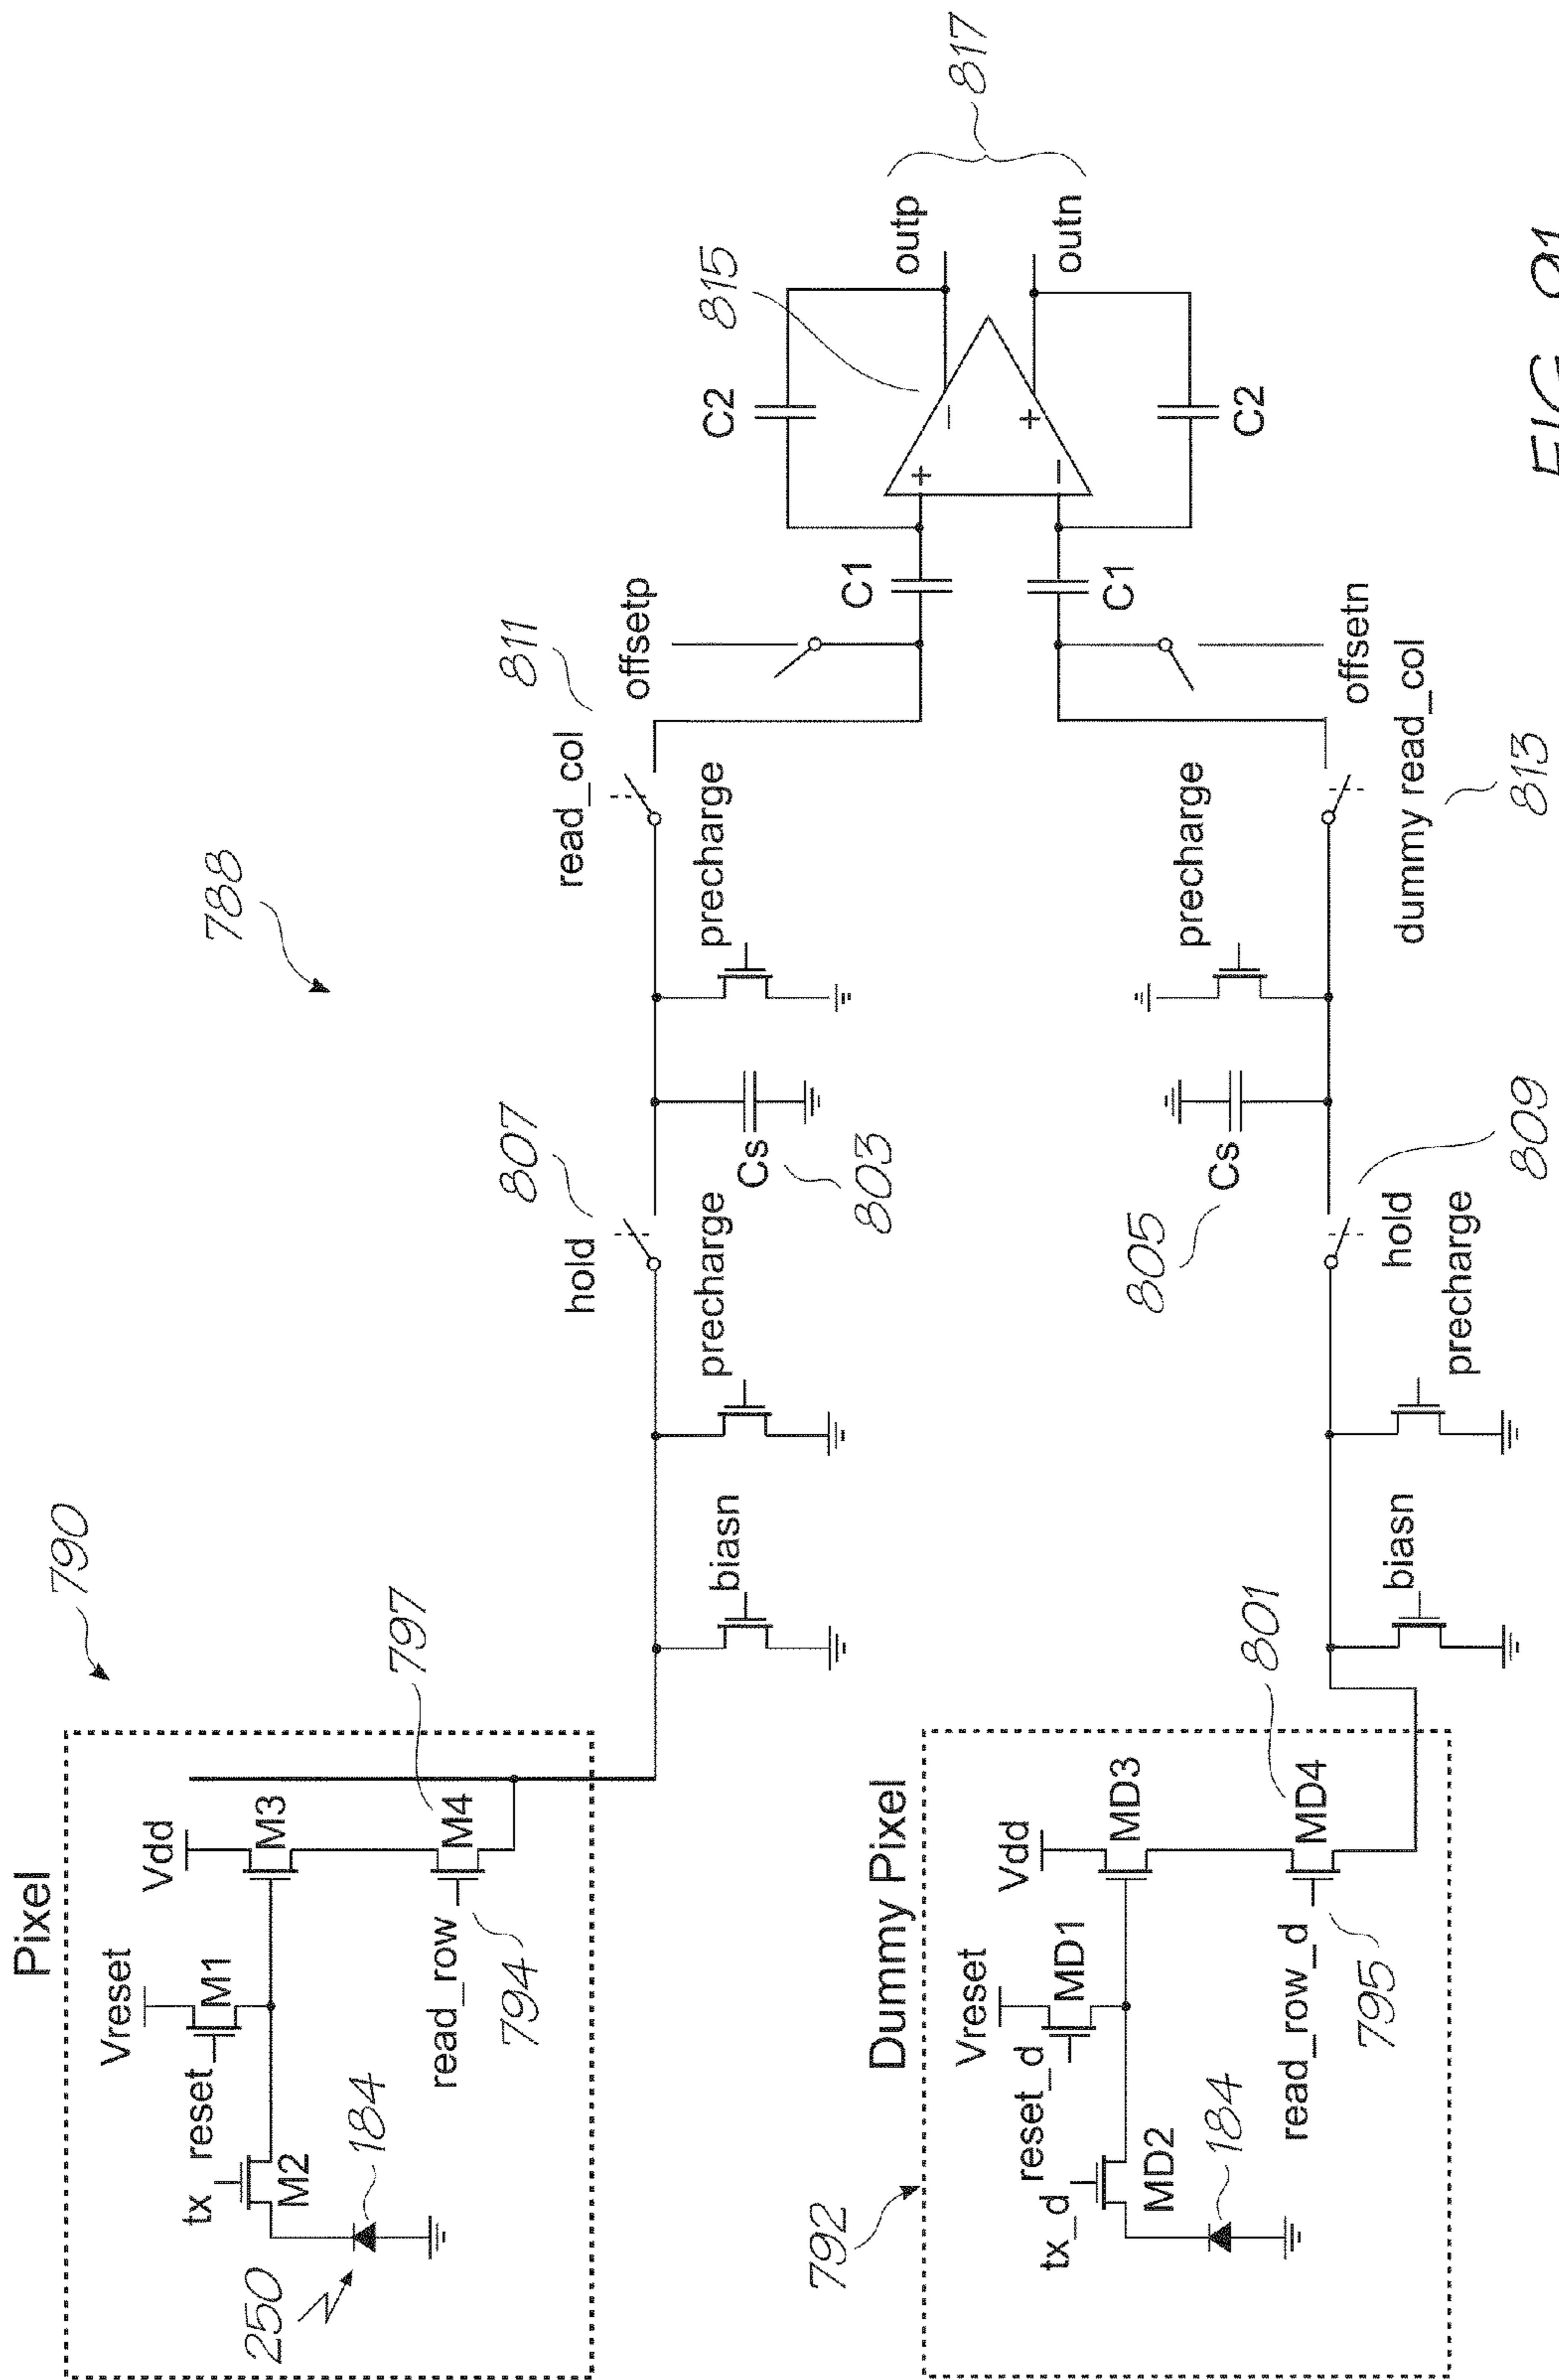 Pixel
790
Vreset
Vdd
tx
reset
M1
M3
M2
184
250
read_row
794
M4
797
788
hold
807
read_col
811
offsetp
biasn
precharge
Cs
803
precharge
C1
C2
815
outp
817
outn
C1
C2
Dummy Pixel
792
Vreset
Vdd
tx_d
reset_d
MD1
MD3
MD2
184
read_row_d
795
MD4
801
biasn
precharge
hold
809
Cs
805
precharge
dummy read_col
813
offsetn
FIG. 91